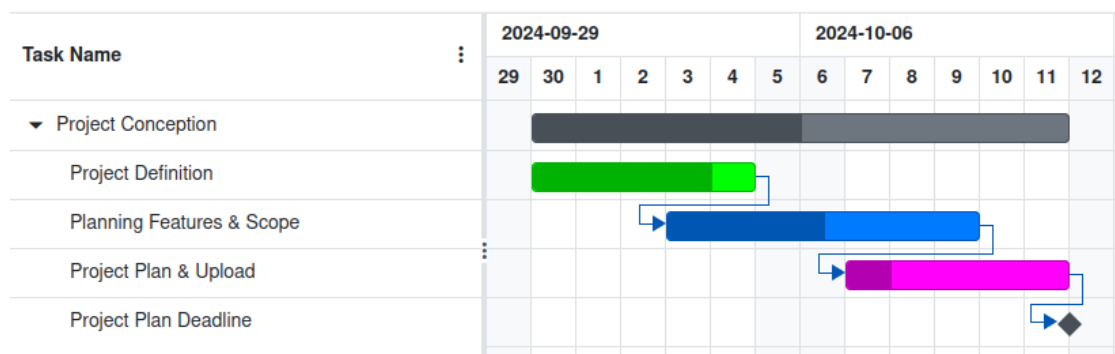 Task Name
2024-09-29 2024-10-06
29 30 1 2 3 4 5 6 7 8 9 10 11 12
Project Conception
Project Definition
Planning Features & Scope
Project Plan & Upload
Project Plan Deadline